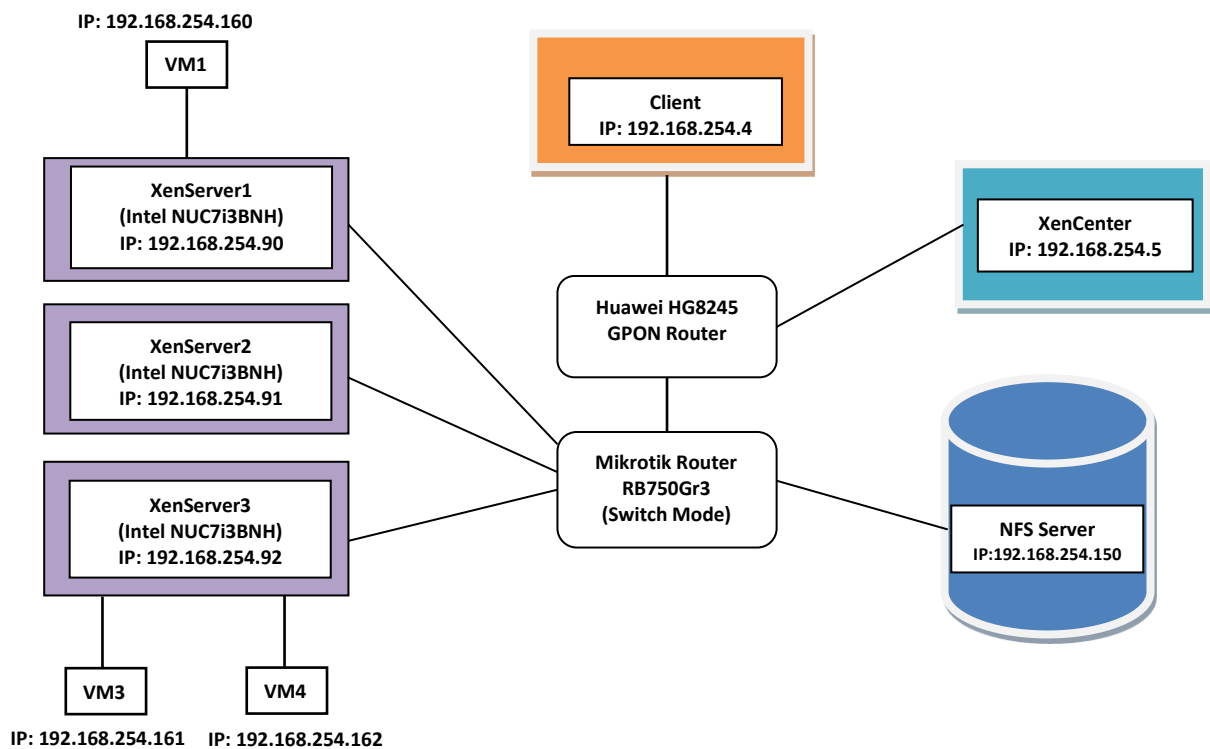 IP: 192.168.254.160
VM1
Client
IP: 192.168.254.4
XenServer1
(Intel NUC7i3BNH)
IP: 192.168.254.90
XenCenter
IP: 192.168.254.5
Huawei HG8245
GPON Router
XenServer2
(Intel NUC7i3BNH)
IP: 192.168.254.91
Mikrotik Router
RB750Gr3
(Switch Mode)
XenServer3
(Intel NUC7i3BNH)
IP: 192.168.254.92
NFS Server
IP:192.168.254.150
VM3
VM4
IP: 192.168.254.161
IP: 192.168.254.162